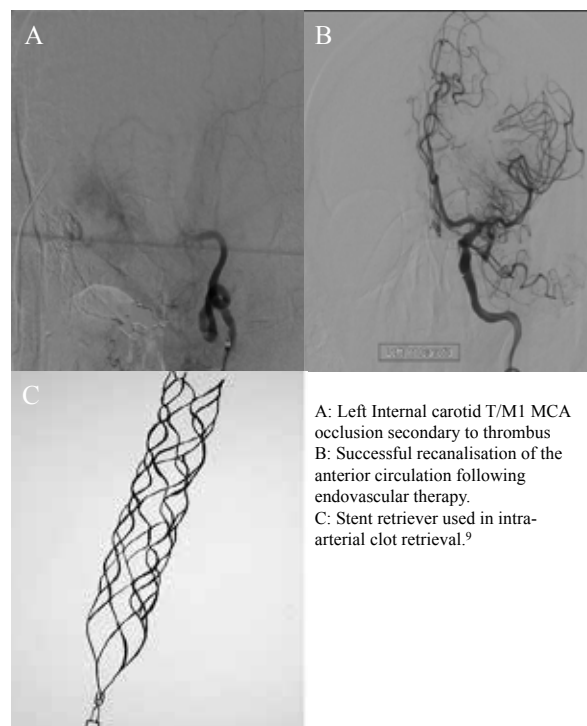 A
B
C
A: Left Internal carotid T/M1 MCA
occlusion secondary to thrombus
B: Successful recanalisation of the
anterior circulation following
endovascular therapy.
C: Stent retriever used in intra-
arterial clot retrieval.⁹